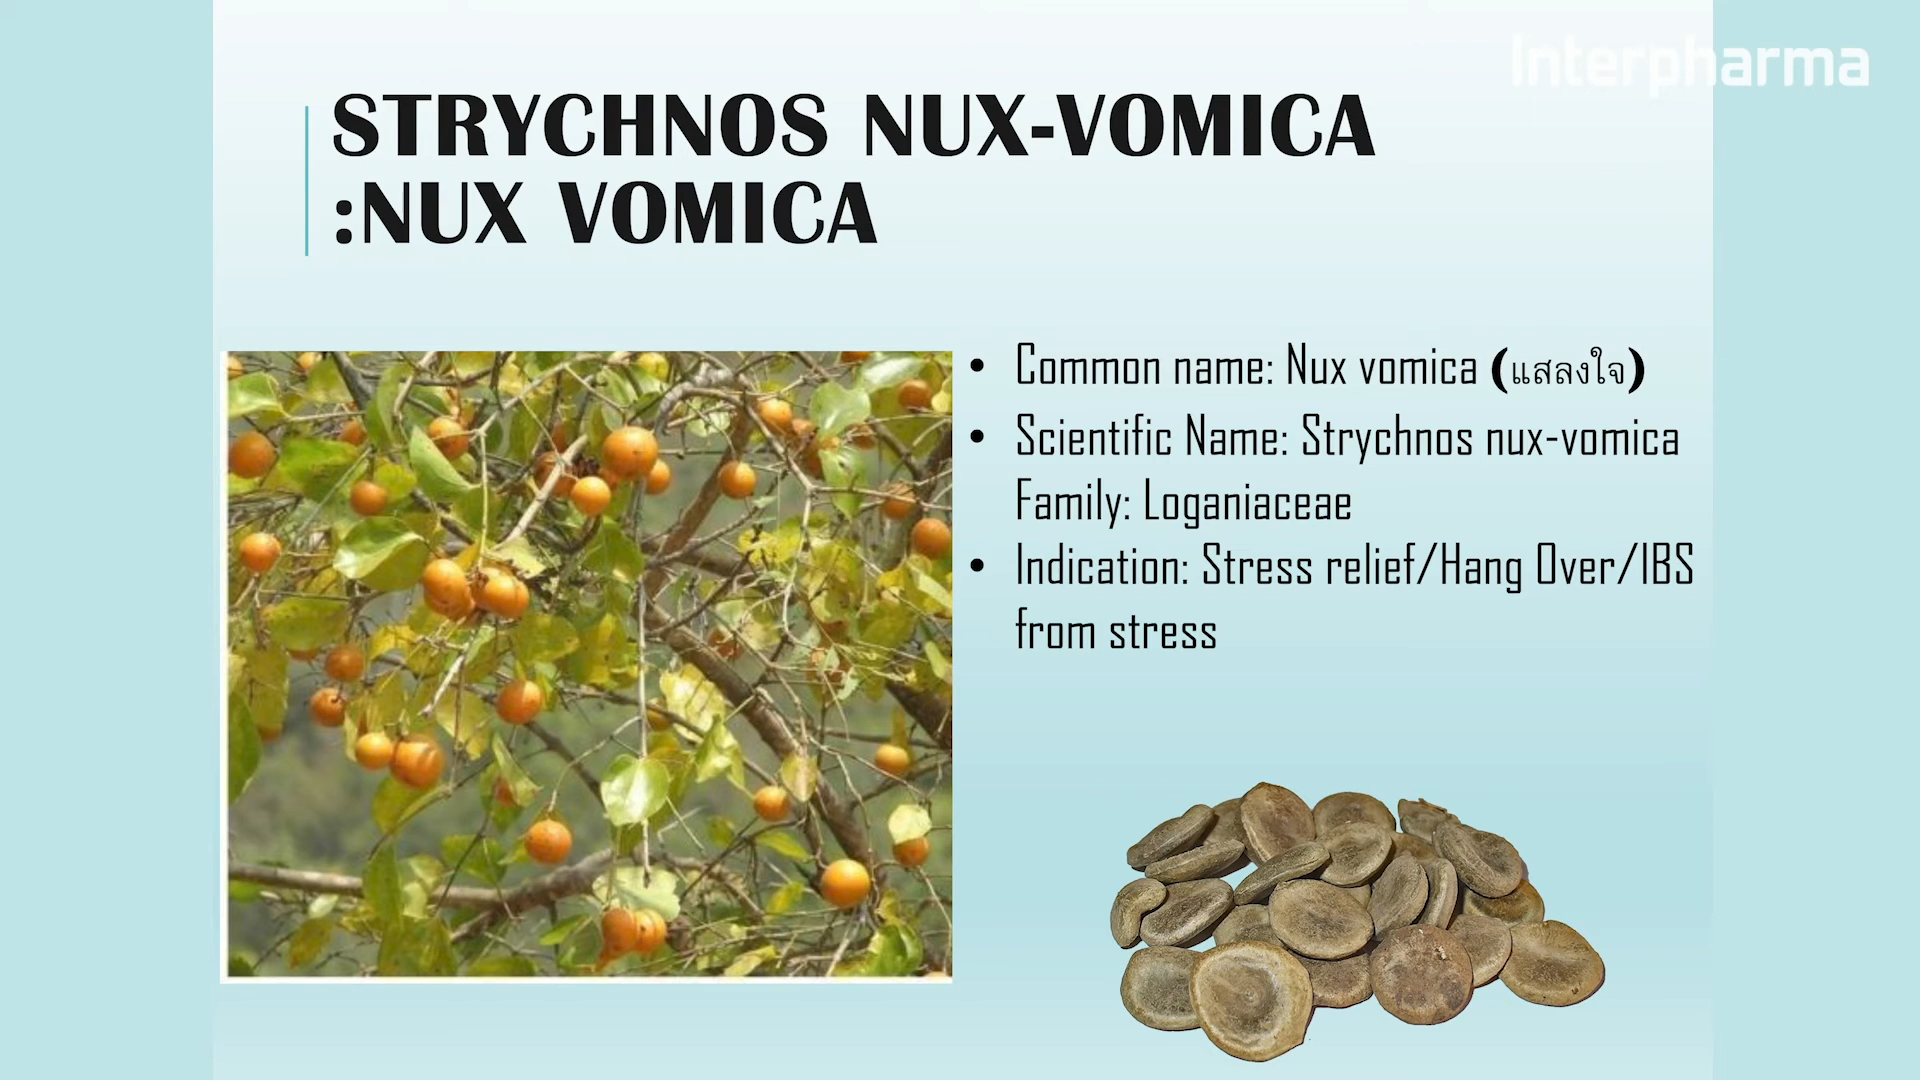 Interpharma
STRYCHNOS NUX-VOMICA
:NUX VOMICA
• Common name: Nux vomica (แสลงใจ)
• Scientific Name: Strychnos nux-vomica
Family: Loganiaceae
• Indication: Stress relief/Hang Over/IBS
from stress